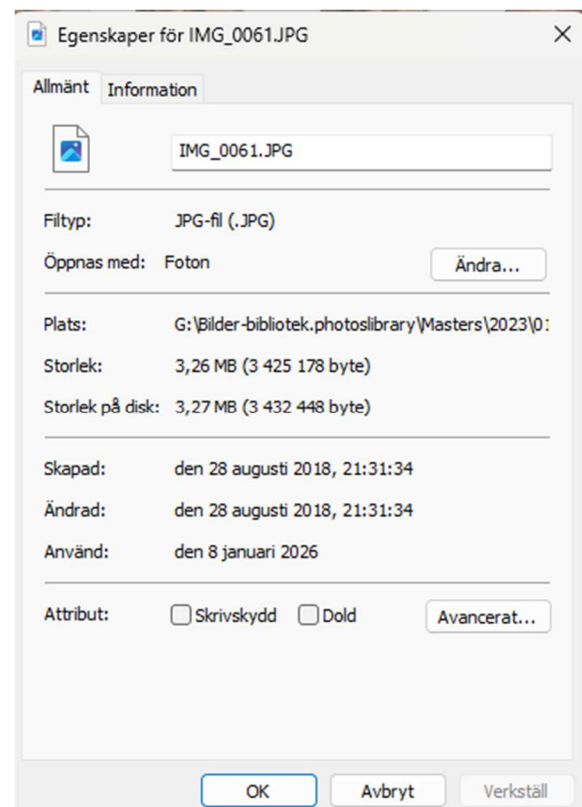 Egenskaper för IMG_0061.JPG
Allmänt Information
IMG_0061.JPG
Filtyp: JPG-fil (.JPG)
Öppnas med: Foton Ändra...
Plats: G:\Bilder-bibliotek.photoslibrary\Masters\2023\01
Storlek: 3,26 MB (3 425 178 byte)
Storlek på disk: 3,27 MB (3 432 448 byte)
Skapad: den 28 augusti 2018, 21:31:34
Ändrad: den 28 augusti 2018, 21:31:34
Använd: den 8 januari 2026
Attribut: Skrivskydd Dold Avancerat...
OK Avbryt Verkställ